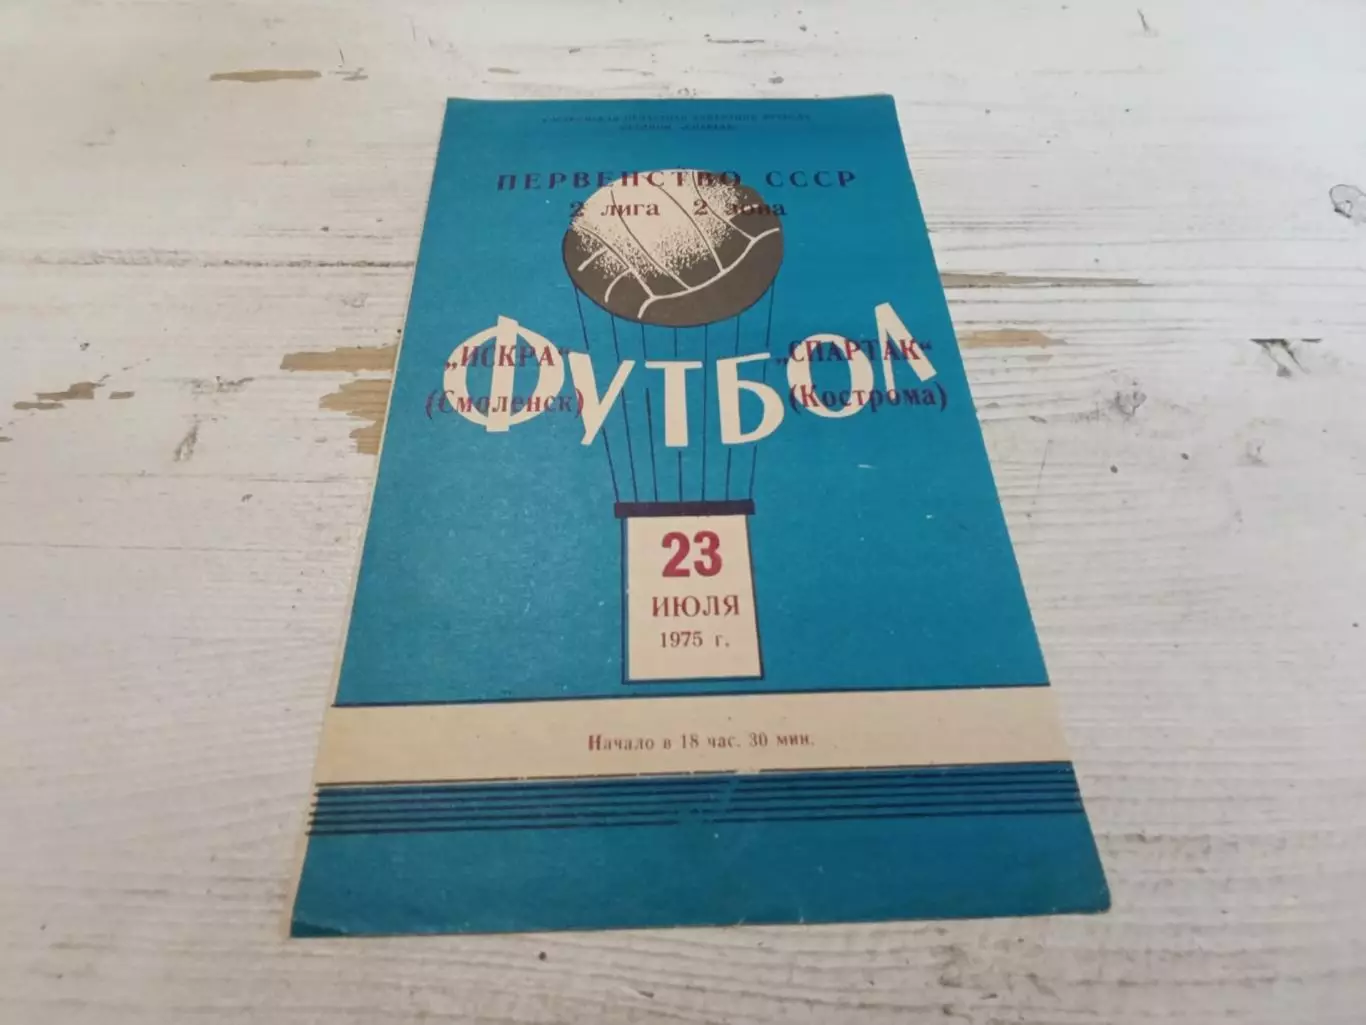 ПЕРВЕНСТВО СССР
2 лига 2 зона
ФУТБОЛ
„ИСКРА“
(Смоленск)
„СПАРТАК“
(Кострома)
23
ИЮЛЯ
1975 г.
Начало в 18 час. 30 мин.